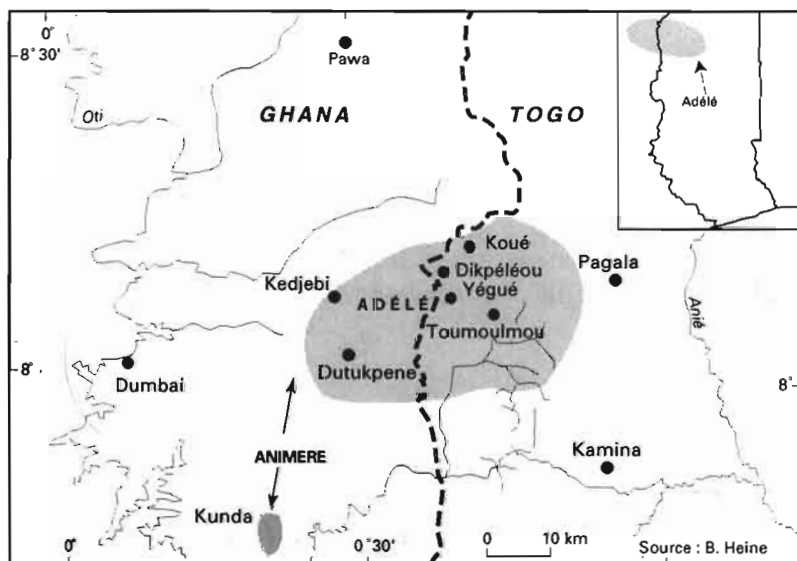 0°
8° 30'
Pawa
Oti
GHANA
TOGO
Adélé
Koué
Dikpéléou
Pagala
Kedjebi
ADÉLÉ
Yégué
Toumoulmou
Anié
8°
Dumbai
Dutukpene
8°
ANIMERE
Kamina
Kunda
0°
0° 30'
0 10 km
Source : B. Heine